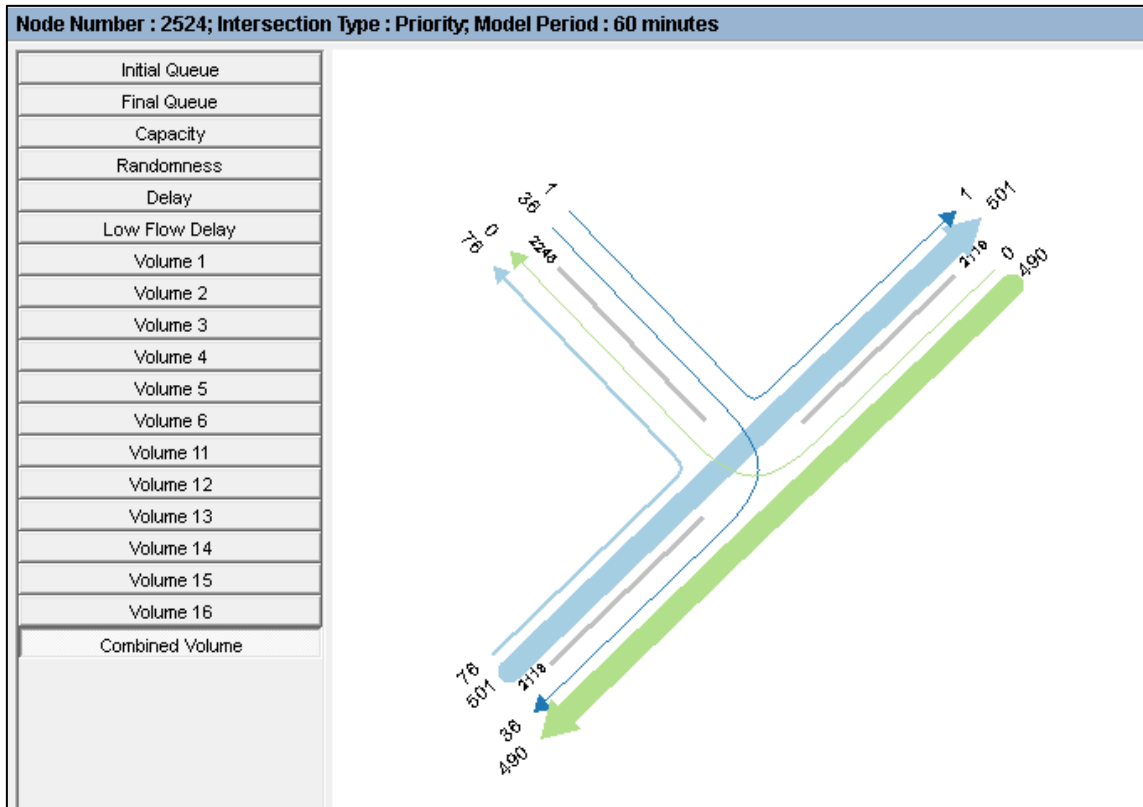 Node Number : 2524; Intersection Type : Priority; Model Period : 60 minutes
Initial Queue
Final Queue
Capacity
Randomness
Delay
Low Flow Delay
Volume 1
Volume 2
Volume 3
Volume 4
Volume 5
Volume 6
Volume 11
Volume 12
Volume 13
Volume 14
Volume 15
Volume 16
Combined Volume
1
36
0
76
1
501
0
490
76
501
36
490